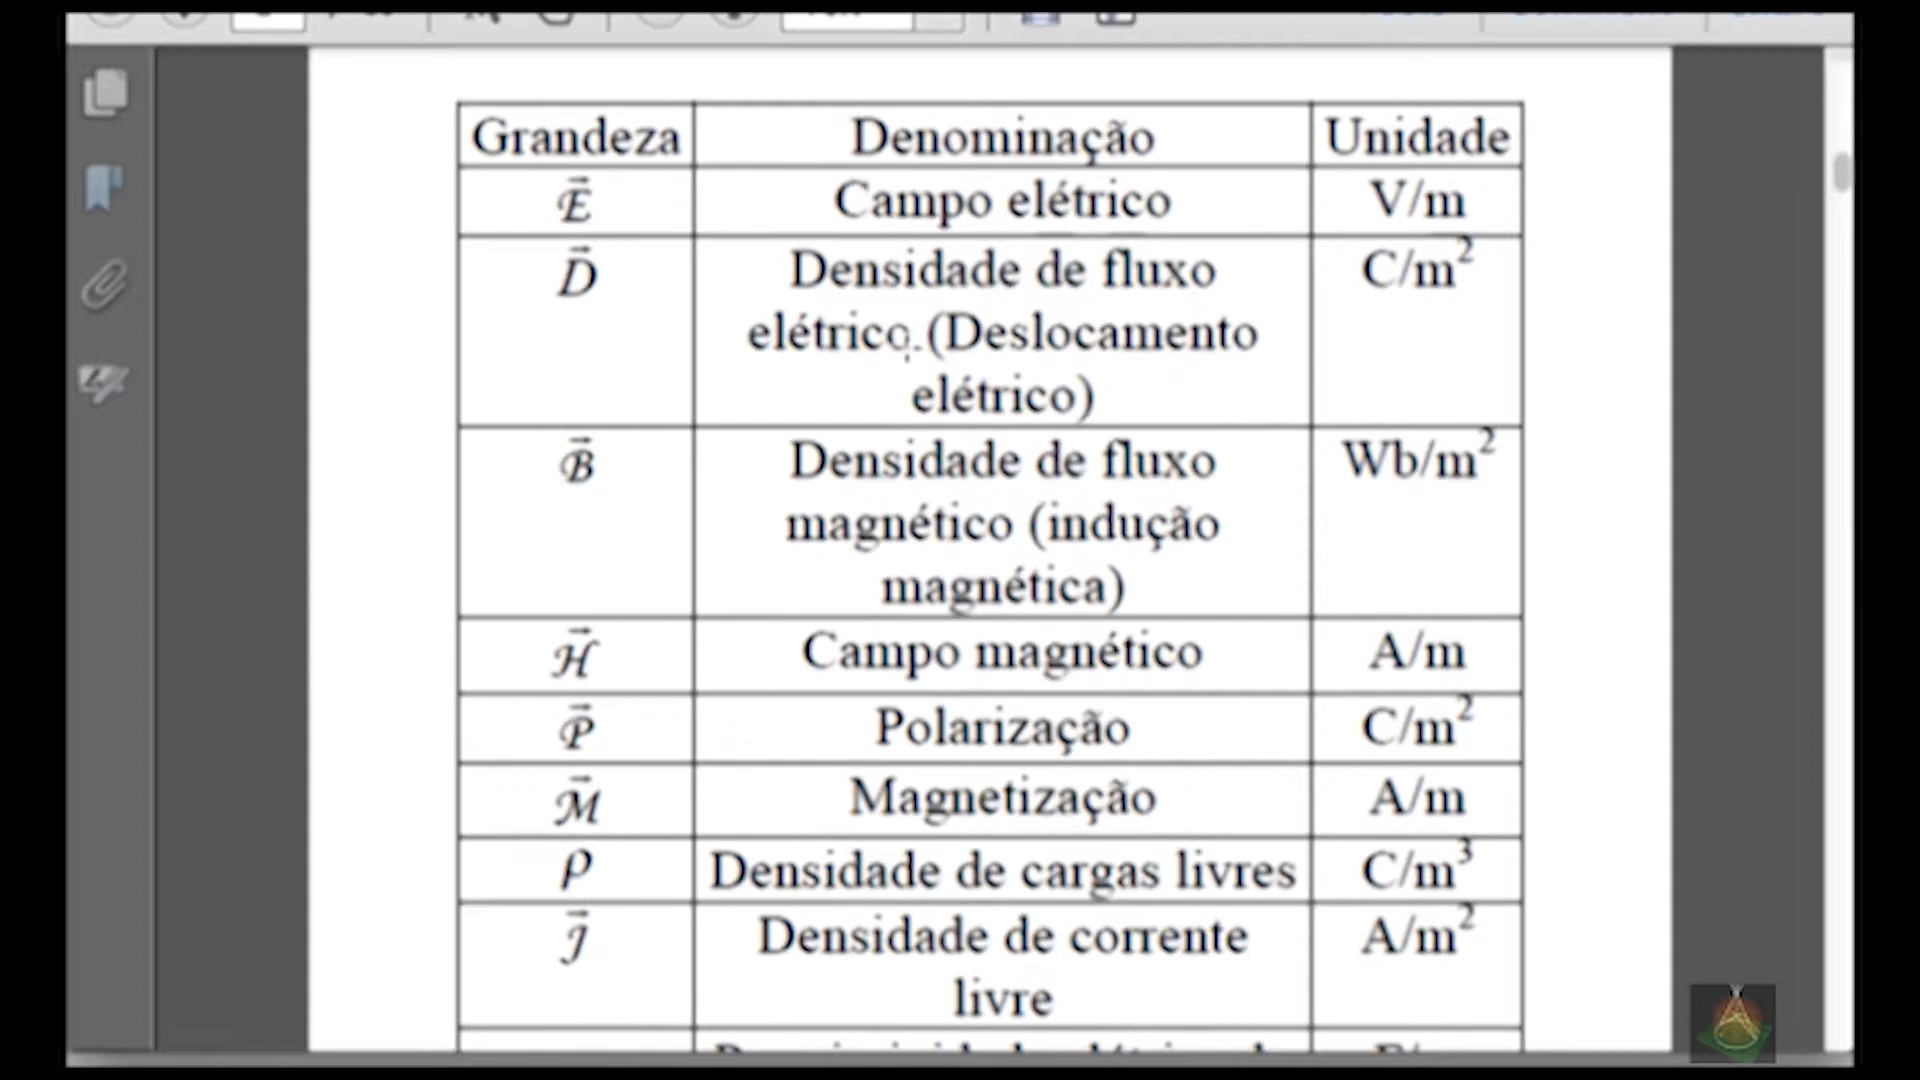 Grandeza Denominação Unidade
ℰ⃗ Campo elétrico V/m
D⃗ Densidade de fluxo C/m²
elétrico (Deslocamento
elétrico)
ℬ⃗ Densidade de fluxo Wb/m²
magnético (indução
magnética)
ℋ⃗ Campo magnético A/m
𝒫⃗ Polarização C/m²
ℳ⃗ Magnetização A/m
ρ Densidade de cargas livres C/m³
𝒥⃗ Densidade de corrente A/m²
livre